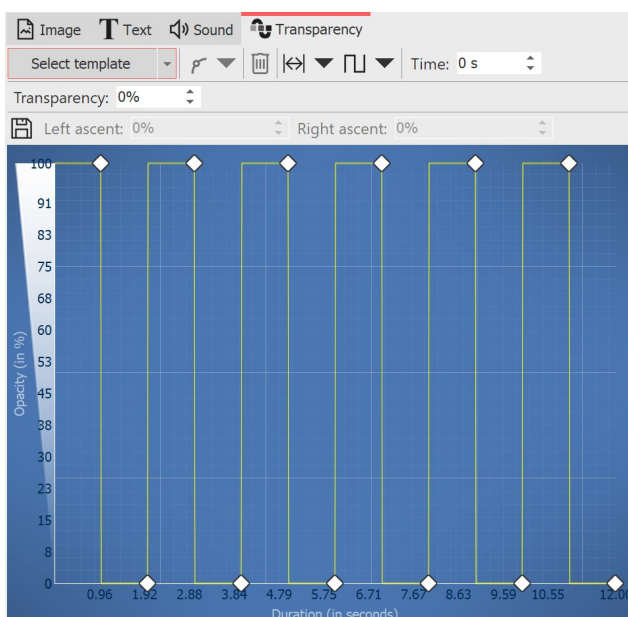 Image Text Sound Transparency
Select template Time: 0 s
Transparency: 0%
Left ascent: 0% Right ascent: 0%
100
91
83
75
68
60
53
45
38
30
23
15
8
0
Opacity (in %)
0.96 1.92 2.88 3.84 4.79 5.75 6.71 7.67 8.63 9.59 10.55 12.00
Duration (in seconds)